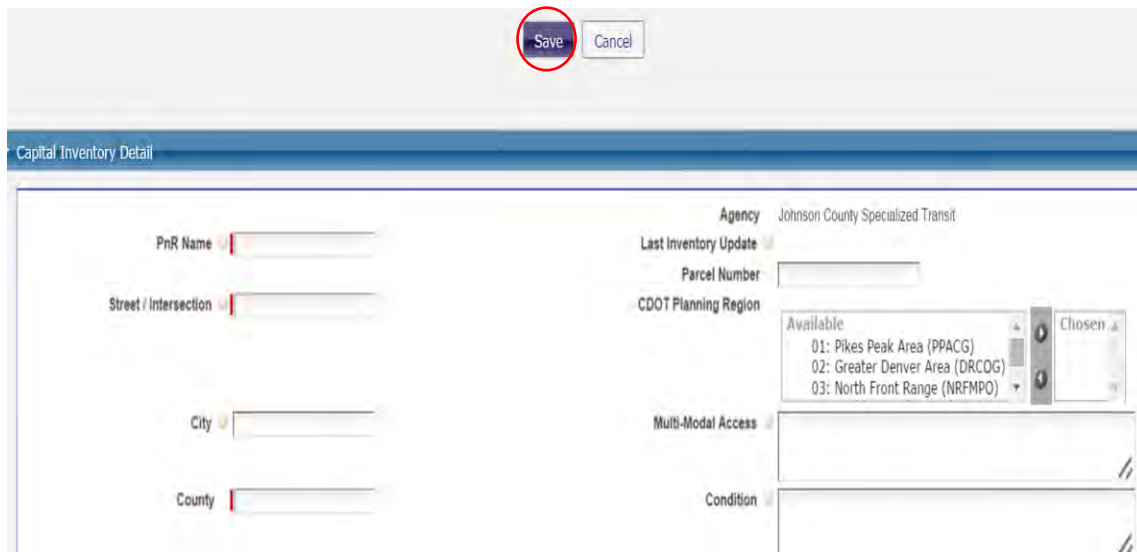 Save Cancel
Capital Inventory Detail
Agency Johnson County Specialized Transit
PnR Name Last Inventory Update
Parcel Number
Street / Intersection CDOT Planning Region
Available Chosen
01: Pikes Peak Area (PPACG)
02: Greater Denver Area (DRCOG)
03: North Front Range (NRFMPO)
City Multi-Modal Access
County Condition